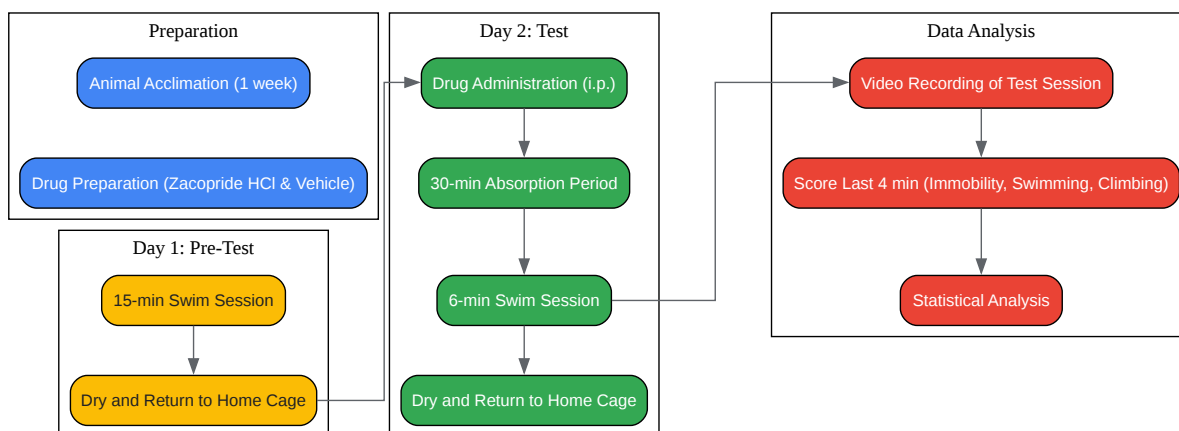 Preparation
Animal Acclimation (1 week)
Drug Preparation (Zacopride HCl & Vehicle)
Day 1: Pre-Test
15-min Swim Session
Dry and Return to Home Cage
Day 2: Test
Drug Administration (i.p.)
30-min Absorption Period
6-min Swim Session
Dry and Return to Home Cage
Data Analysis
Video Recording of Test Session
Score Last 4 min (Immobility, Swimming, Climbing)
Statistical Analysis